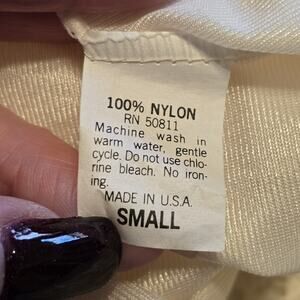 100% NYLON
RN 50811
Machine wash in
warm water, gentle
cycle. Do not use chlo-
rine bleach. No iron-
ing.
MADE IN U.S.A.
SMALL